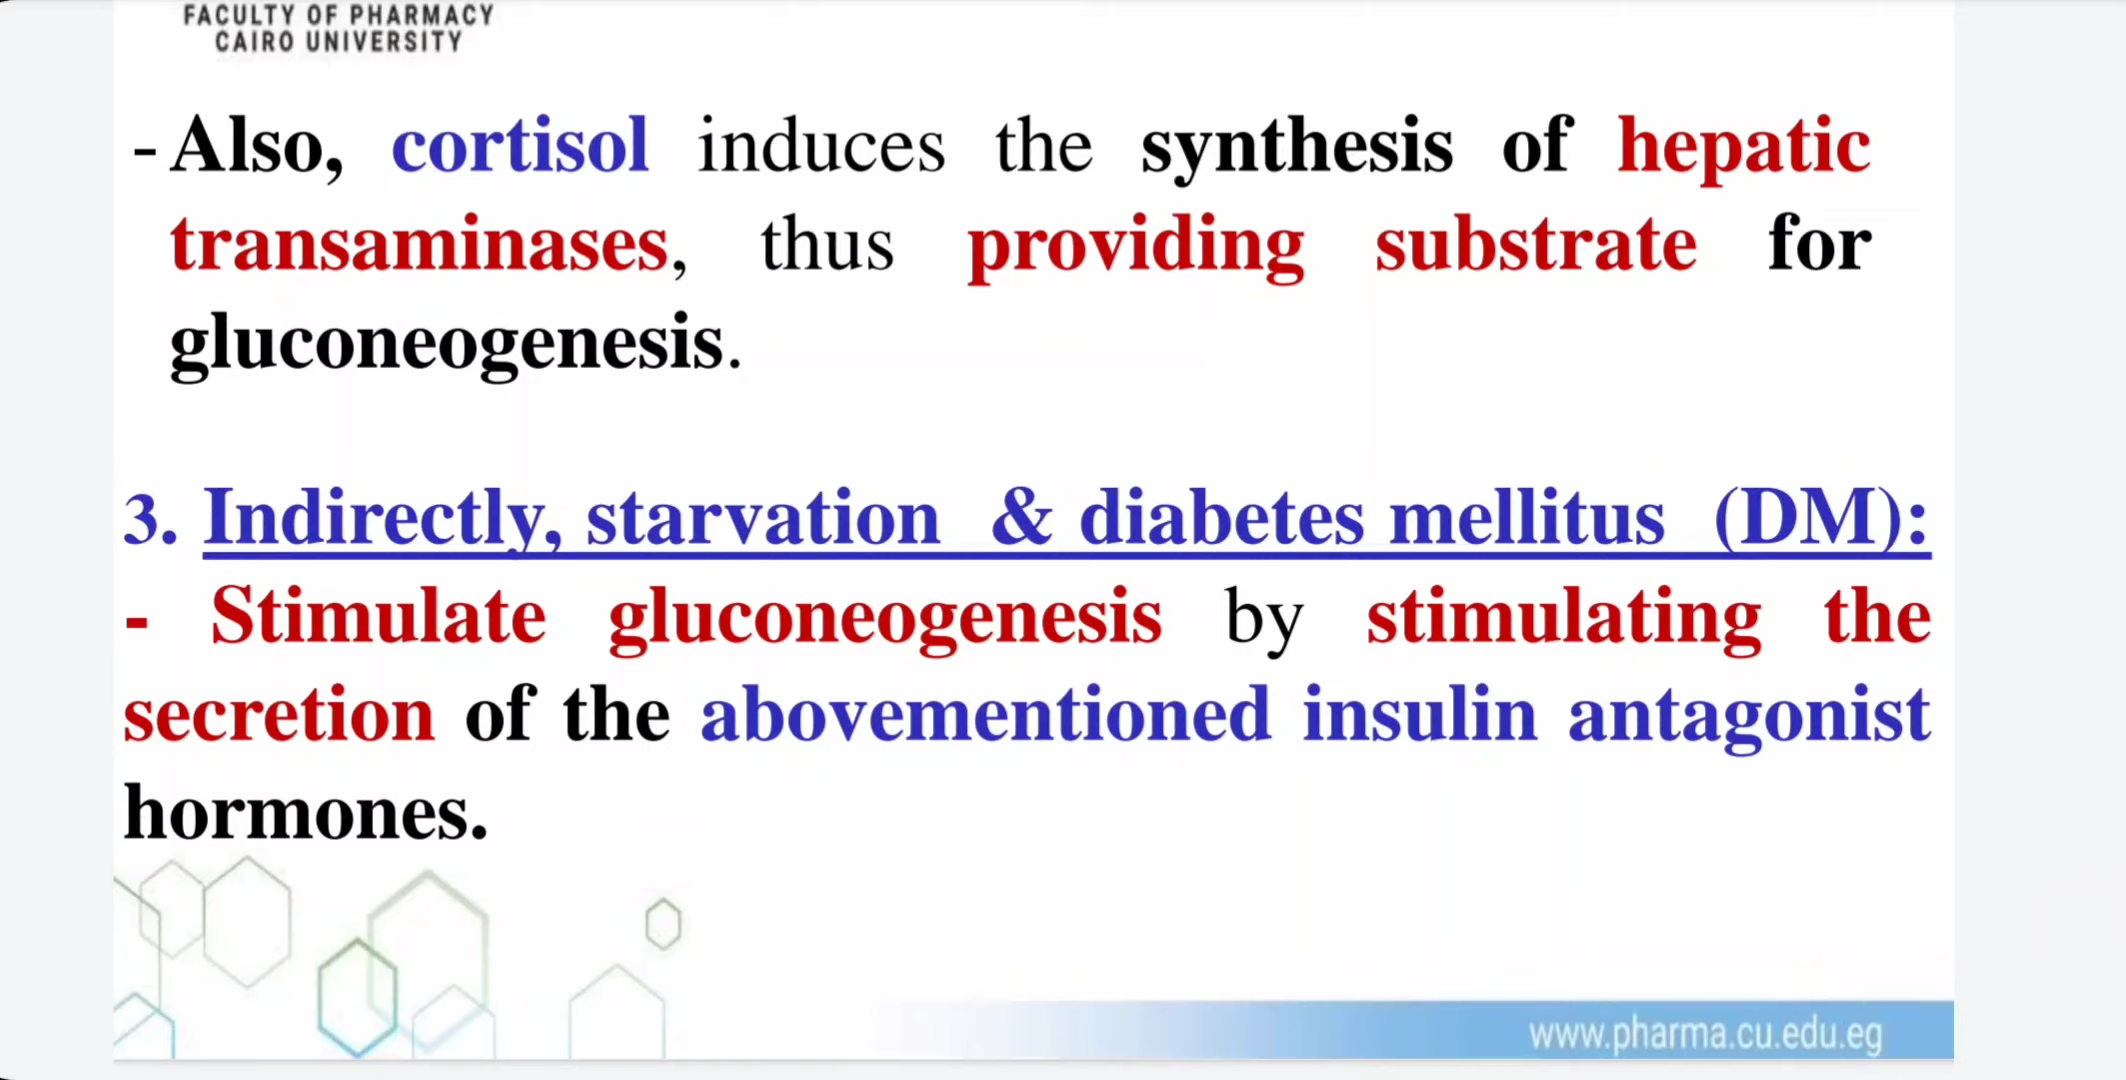 FACULTY OF PHARMACY
CAIRO UNIVERSITY
- Also, cortisol induces the synthesis of hepatic
transaminases, thus providing substrate for
gluconeogenesis.
3. Indirectly, starvation & diabetes mellitus (DM):
- Stimulate gluconeogenesis by stimulating the
secretion of the abovementioned insulin antagonist
hormones.
www.pharma.cu.edu.eg